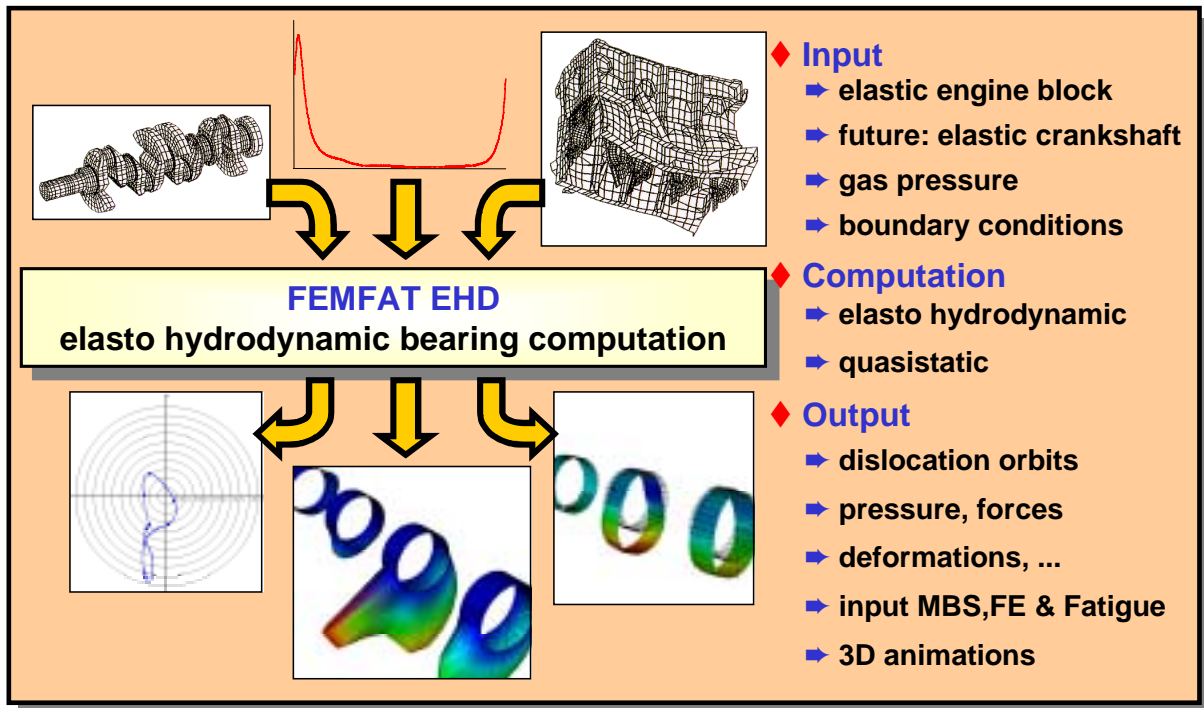 FEMFAT EHD
elasto hydrodynamic bearing computation
Input
elastic engine block
future: elastic crankshaft
gas pressure
boundary conditions
Computation
elasto hydrodynamic
quasistatic
Output
dislocation orbits
pressure, forces
deformations, ...
input MBS,FE & Fatigue
3D animations